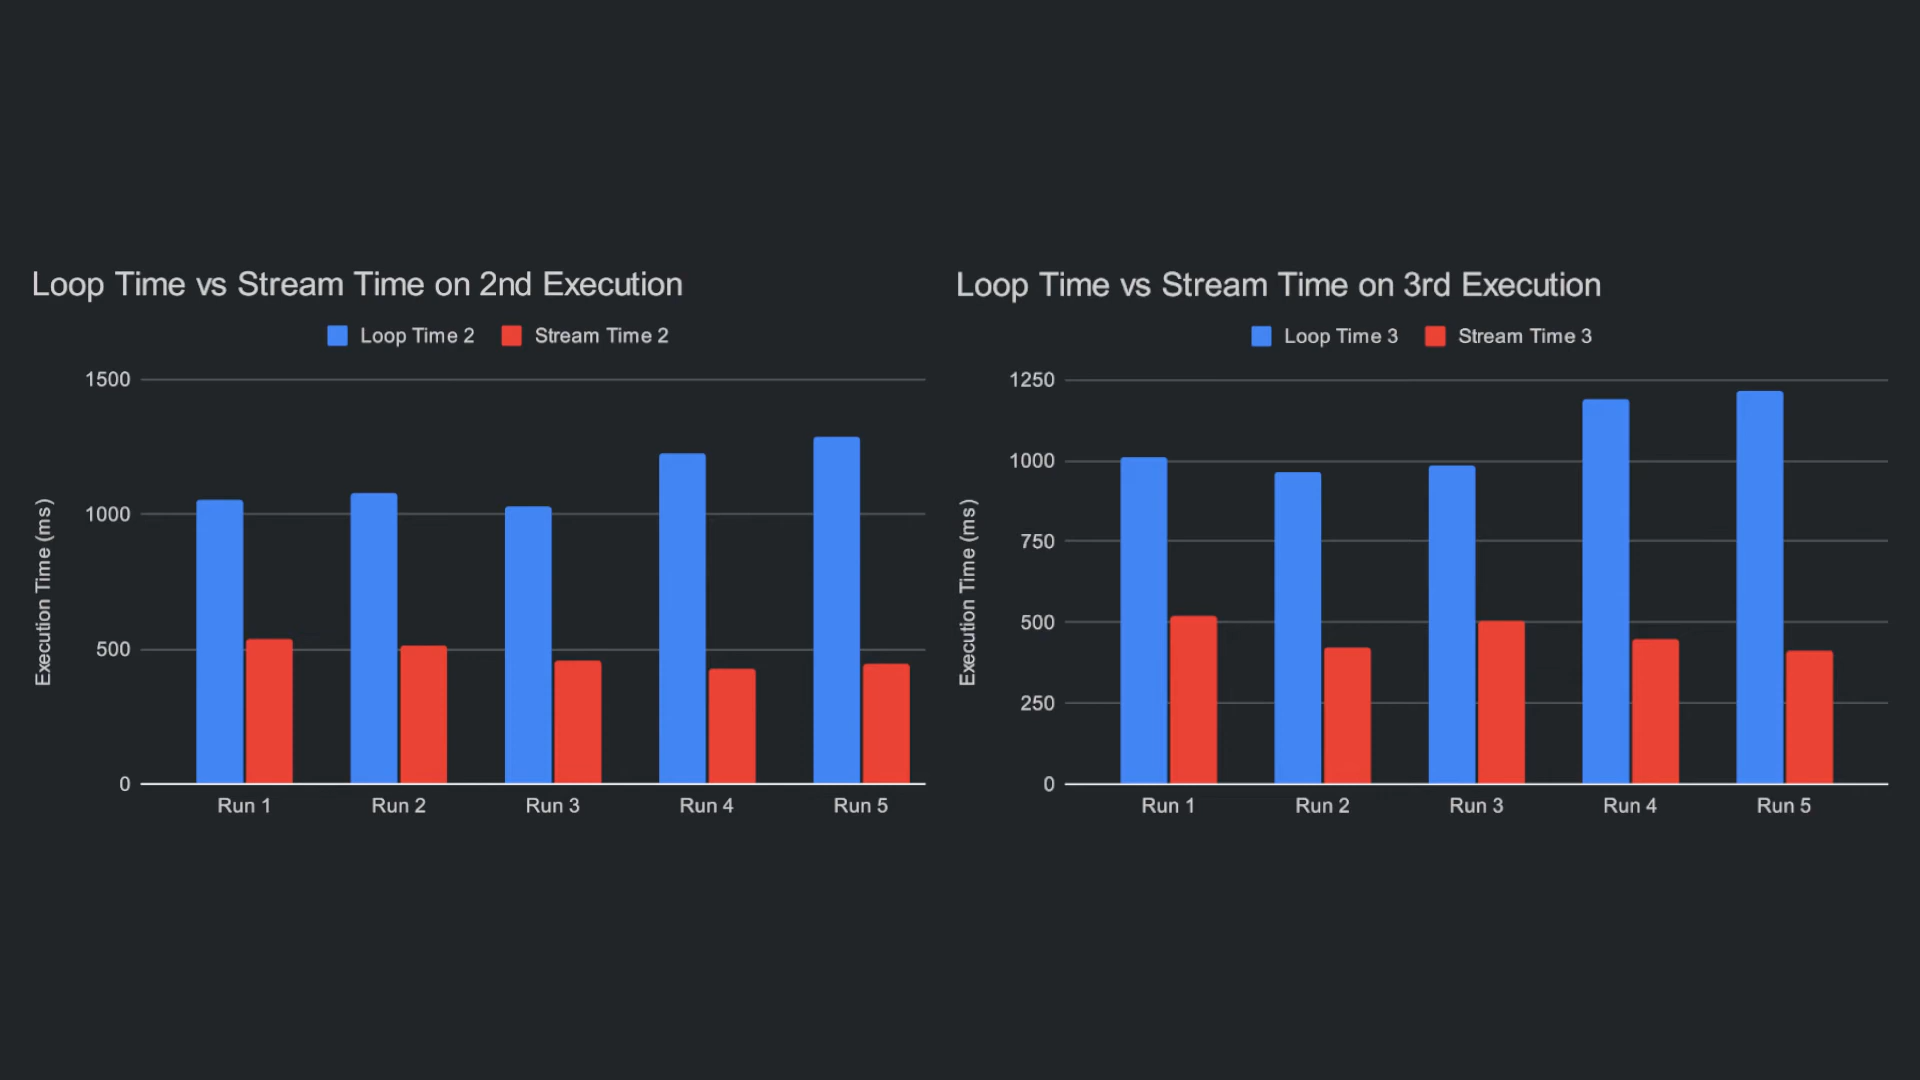 Loop Time vs Stream Time on 2nd Execution
Loop Time 2 Stream Time 2
1500
1000
500
0
Execution Time (ms)
Run 1 Run 2 Run 3 Run 4 Run 5
Loop Time vs Stream Time on 3rd Execution
Loop Time 3 Stream Time 3
1250
1000
750
500
250
0
Execution Time (ms)
Run 1 Run 2 Run 3 Run 4 Run 5